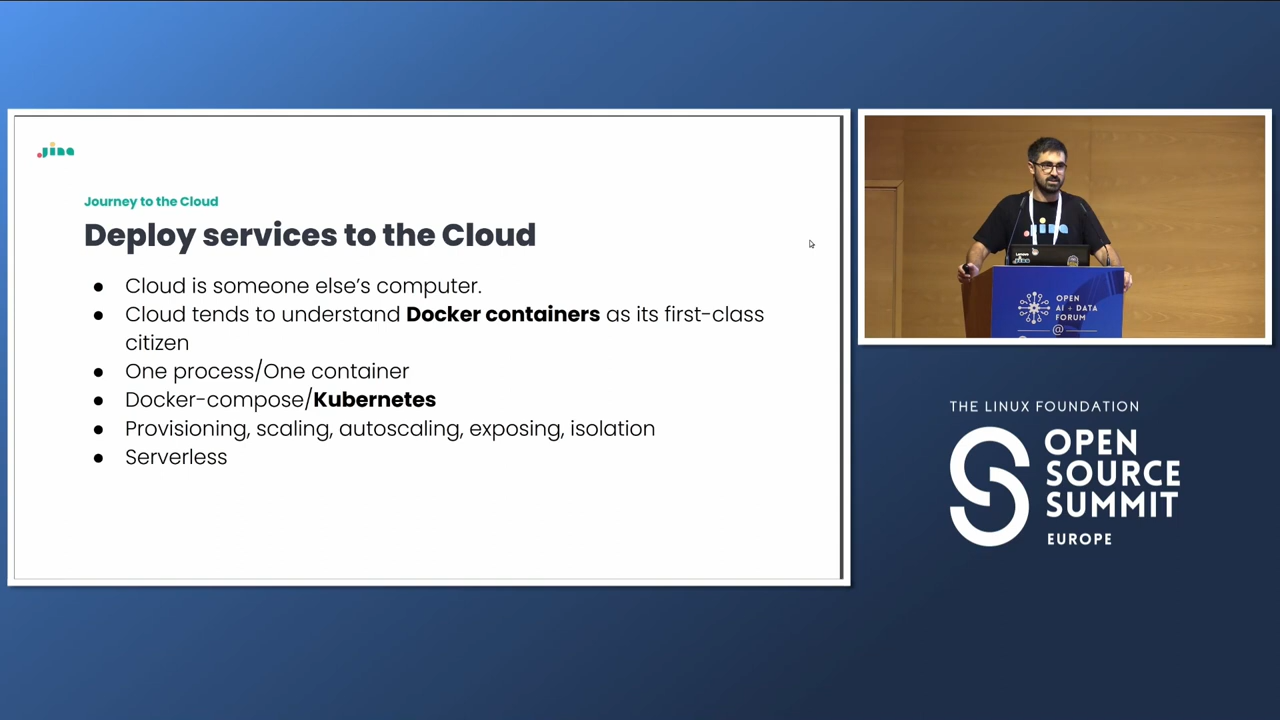 Jina
Journey to the Cloud
Deploy services to the Cloud
● Cloud is someone else's computer.
● Cloud tends to understand Docker containers as its first-class
citizen
● One process/One container
● Docker-compose/Kubernetes
● Provisioning, scaling, autoscaling, exposing, isolation
● Serverless
Jina
OPEN
AI + DATA
FORUM
@
THE LINUX FOUNDATION
OPEN
SOURCE
SUMMIT
EUROPE